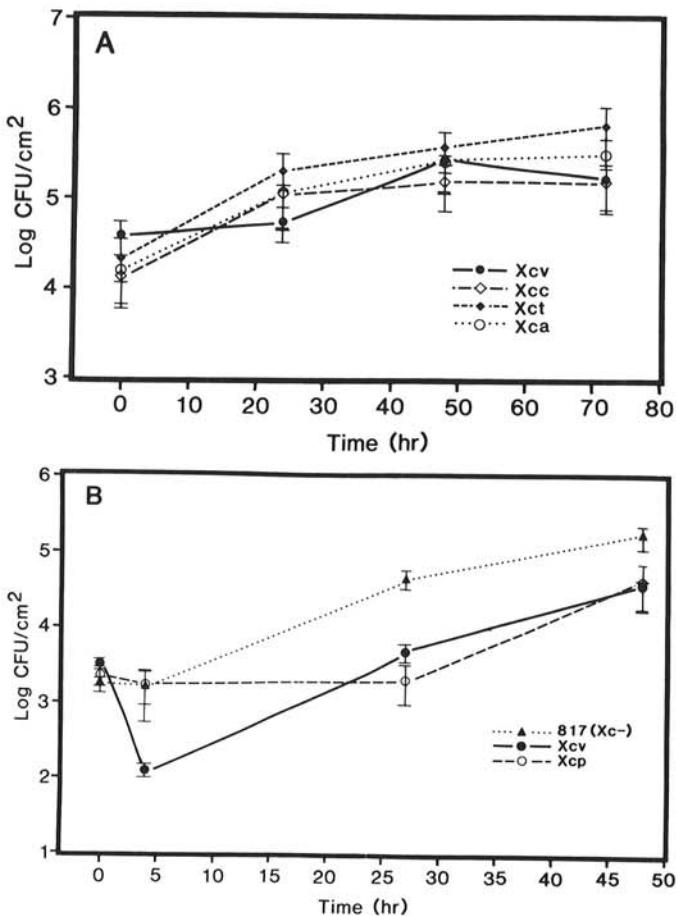 A
7
6
5
4
3
Log CFU/cm²
Xcv
Xcc
Xct
Xca
0 10 20 30 40 50 60 70 80
Time (hr)
B
6
5
4
3
2
1
Log CFU/cm²
817(Xc-)
Xcv
Xcp
0 5 10 15 20 25 30 35 40 45 50
Time (hr)